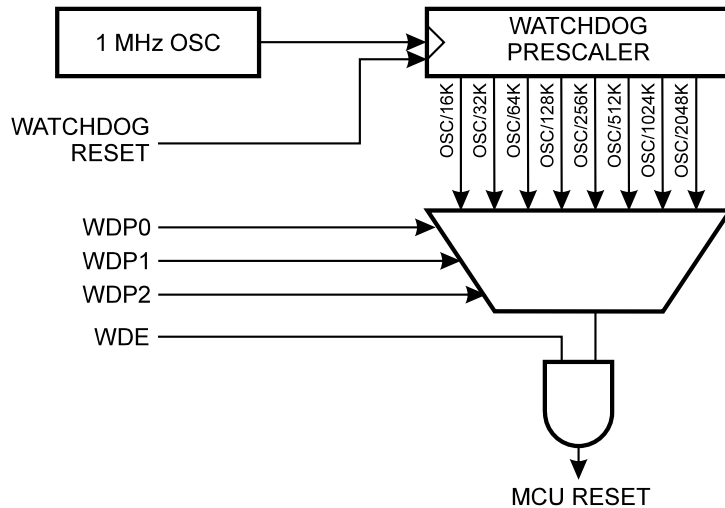 1 MHz OSC
WATCHDOG
PRESCALER
OSC/16K
OSC/32K
OSC/64K
OSC/128K
OSC/256K
OSC/512K
OSC/1024K
OSC/2048K
WATCHDOG
RESET
WDP0
WDP1
WDP2
WDE
MCU RESET